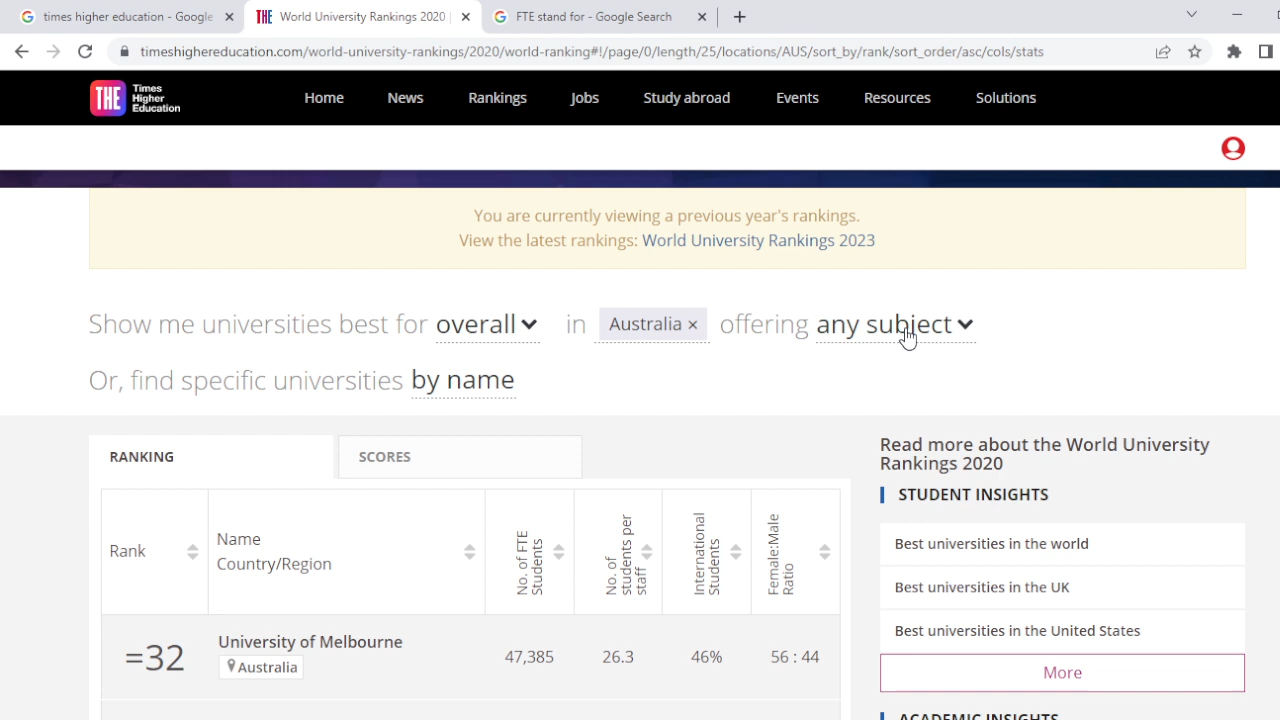 times higher education - Google
World University Rankings 2020
FTE stand for - Google Search
timeshighereducation.com/world-university-rankings/2020/world-ranking#!/page/0/length/25/locations/AUS/sort_by/rank/sort_order/asc/cols/stats
THE Times Higher Education
Home News Rankings Jobs Study abroad Events Resources Solutions
You are currently viewing a previous year's rankings.
View the latest rankings: World University Rankings 2023
Show me universities best for overall in Australia × offering any subject
Or, find specific universities by name
RANKING SCORES
Rank
Name
Country/Region
No. of FTE Students
No. of students per staff
International Students
Female:Male Ratio
=32
University of Melbourne
Australia
47,385 26.3 46% 56 : 44
Read more about the World University
Rankings 2020
STUDENT INSIGHTS
Best universities in the world
Best universities in the UK
Best universities in the United States
More
ACADEMIC INSIGHTS